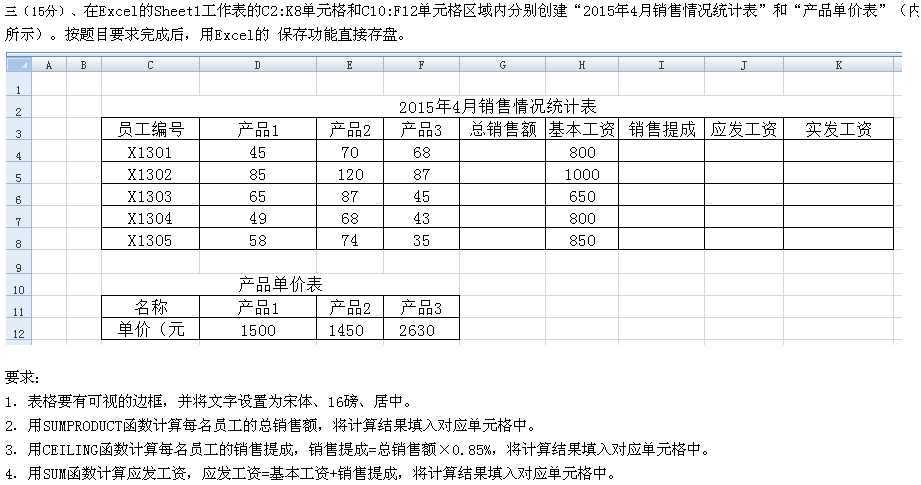 三（15分）、在Excel的Sheet1工作表的C2:K8单元格和C10:F12单元格区域内分别创建“2015年4月销售情况统计表”和“产品单价表”（内
所示）。按题目要求完成后，用Excel的 保存功能直接存盘。
A B C D E F G H I J K
1
2 2015年4月销售情况统计表
3 员工编号 产品1 产品2 产品3 总销售额 基本工资 销售提成 应发工资 实发工资
4 X1301 45 70 68 800
5 X1302 85 120 87 1000
6 X1303 65 87 45 650
7 X1304 49 68 43 800
8 X1305 58 74 35 850
9
10 产品单价表
11 名称 产品1 产品2 产品3
12 单价（元 1500 1450 2630
要求：
1. 表格要有可视的边框，并将文字设置为宋体、16磅、居中。
2. 用SUMPRODUCT函数计算每名员工的总销售额，将计算结果填入对应单元格中。
3. 用CEILING函数计算每名员工的销售提成，销售提成=总销售额×0.85%，将计算结果填入对应单元格中。
4. 用SUM函数计算应发工资，应发工资=基本工资+销售提成，将计算结果填入对应单元格中。